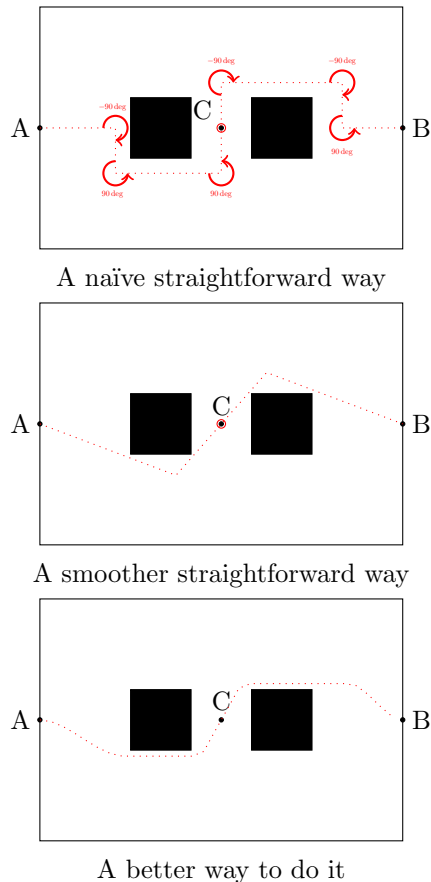 −90 deg
−90 deg
−90 deg
C
A
B
90 deg
90 deg
90 deg
A naïve straightforward way
C
A
B
A smoother straightforward way
C
A
B
A better way to do it